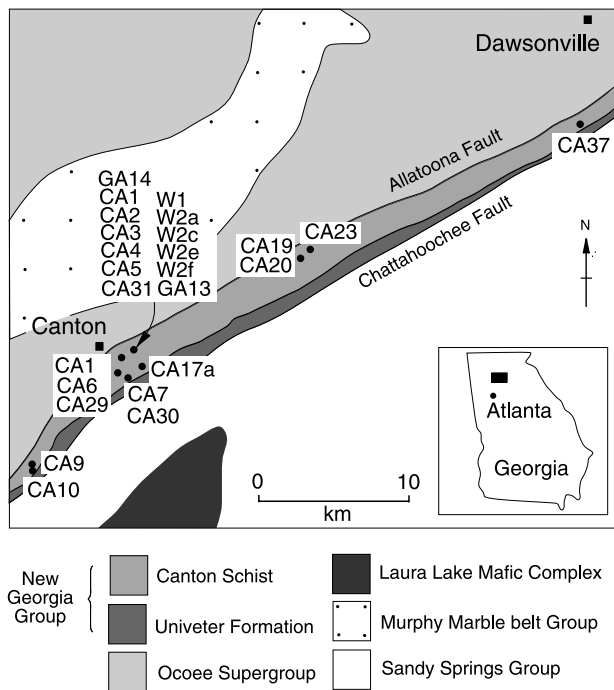 Dawsonville
CA37
Allatoona Fault
Chattahoochee Fault
GA14
CA1
CA2
CA3
CA4
CA5
CA31
W1
W2a
W2c
W2e
W2f
GA13
CA23
CA19
CA20
N
Canton
CA1
CA6
CA29
CA17a
CA7
CA30
CA9
CA10
0 10
km
Atlanta
Georgia
New
Georgia
Group
Canton Schist
Univeter Formation
Ocoee Supergroup
Laura Lake Mafic Complex
Murphy Marble belt Group
Sandy Springs Group